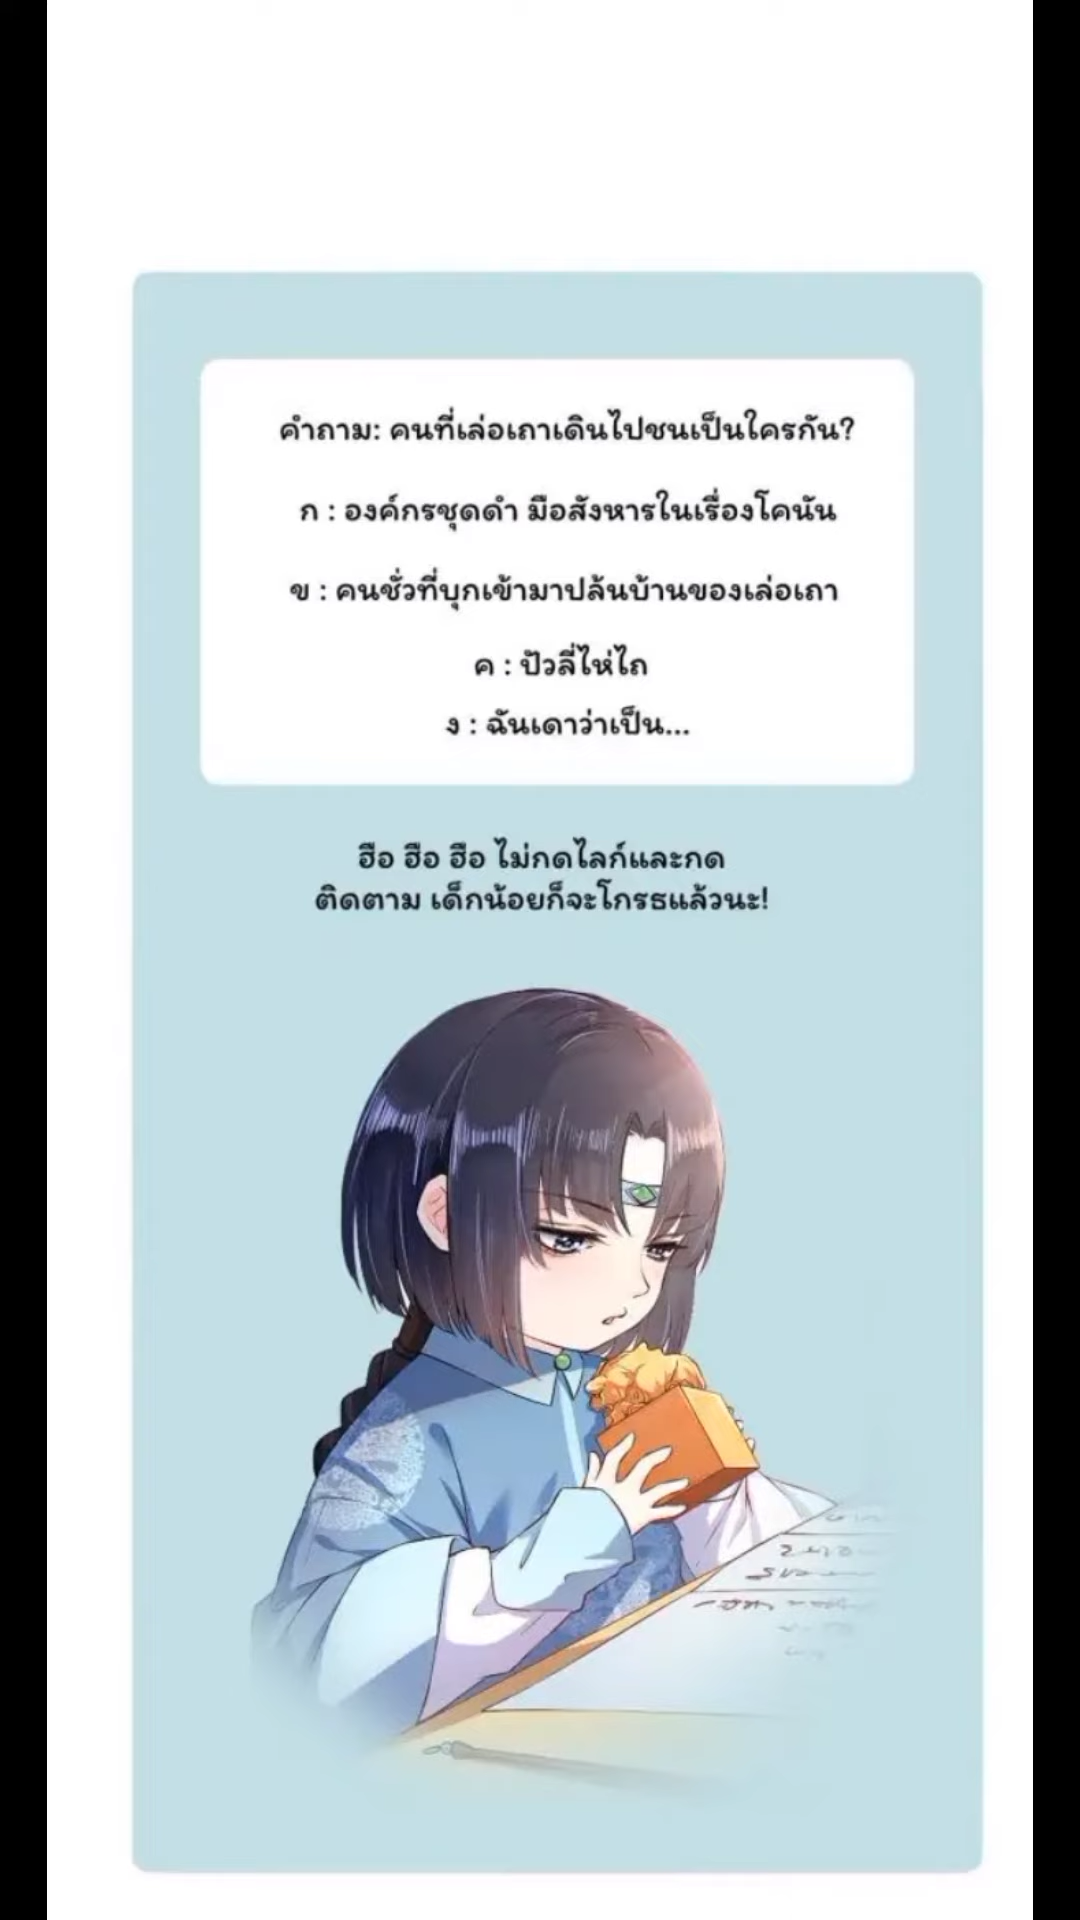 คำถาม: คนที่เล่อเถาเดินไปชนเป็นใครกัน?
ก : องค์กรชุดดำ มือสังหารในเรื่องโคนัน
ข : คนชั่วที่บุกเข้ามาปล้นบ้านของเล่อเถา
ค : ปัวลี่ไห่ไถ
ง : ฉันเดาว่าเป็น...
ฮือ ฮือ ฮือ ไม่กดไลก์และกด
ติดตาม เด็กน้อยก็จะโกรธแล้วนะ!